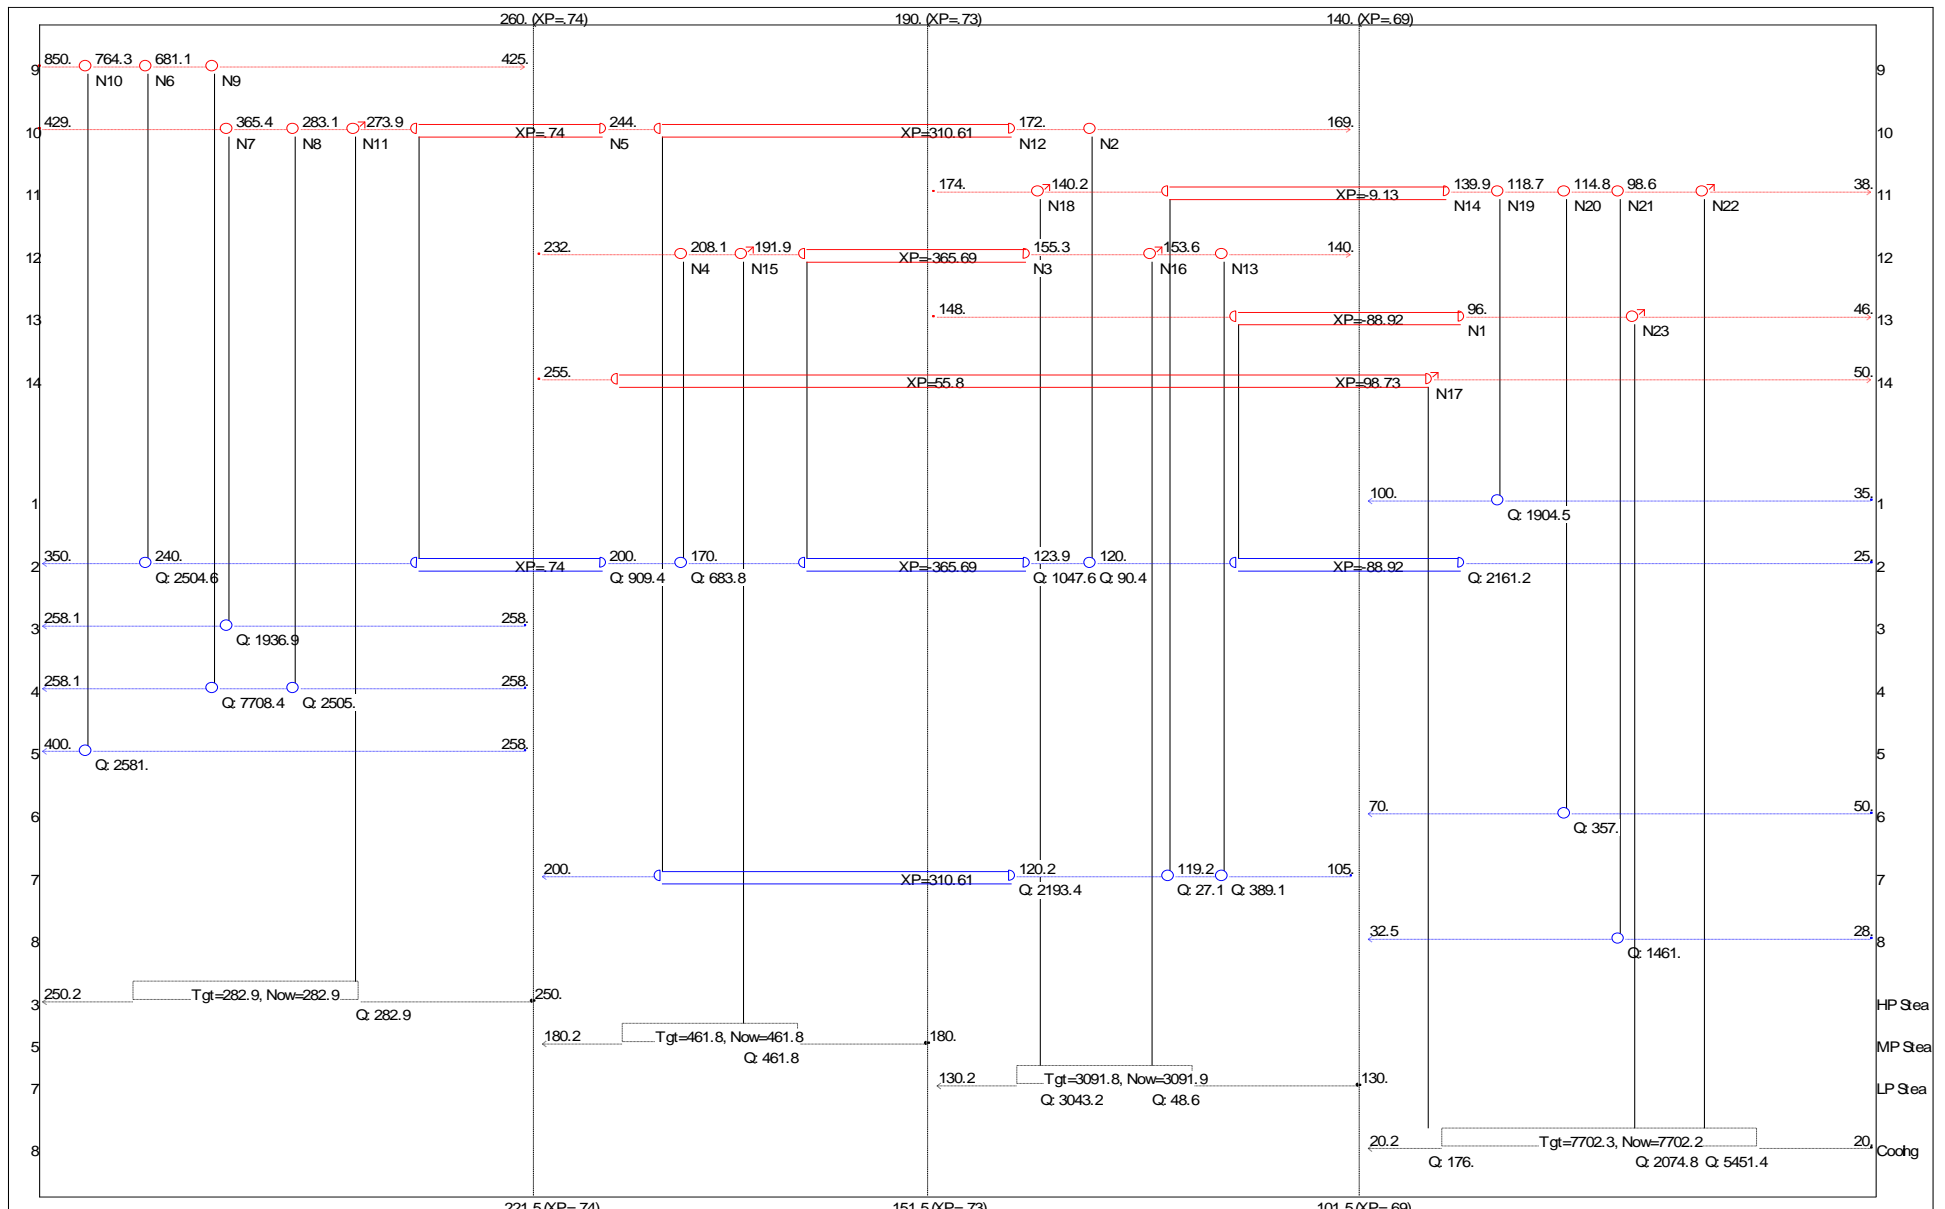 260. (XP=.74) 190. (XP=.73) 140. (XP=.69)
9 850. 764.3 681.1 425. 9
N10 N6 N9
10 429. 365.4 283.1 273.9 XP=.74 244. XP=310.61 172. 169. 10
N7 N8 N11 N5 N12 N2
11 174. 140.2 XP=-9.13 139.9 118.7 114.8 98.6 38. 11
N18 N14 N19 N20 N21 N22
12 232. 208.1 191.9 XP=-365.69 155.3 153.6 140. 12
N4 N15 N3 N16 N13
13 148. XP=-88.92 96. 46. 13
N1 N23
14 255. XP=55.8 XP=98.73 50. 14
N17
1 100. 35. 1
Q: 1904.5
2 350. 240. XP=.74 200. 170. XP=-365.69 123.9 120. XP=-88.92 25. 2
Q: 2504.6 Q: 909.4 Q: 683.8 Q: 1047.6 Q: 90.4 Q: 2161.2
3 258.1 258. 3
Q: 1936.9
4 258.1 258. 4
Q: 7708.4 Q: 2505.
5 400. 258. 5
Q: 2581.
6 70. 50. 6
Q: 357.
7 200. XP=310.61 120.2 119.2 105. 7
Q: 2193.4 Q: 27.1 Q: 389.1
8 32.5 28. 8
Q: 1461.
3 250.2 Tgt=282.9, Now=282.9 250. HP Stea
Q: 282.9
5 180.2 Tgt=461.8, Now=461.8 180. MP Stea
Q: 461.8
7 130.2 Tgt=3091.8, Now=3091.9 130. LP Stea
Q: 3043.2 Q: 48.6
8 20.2 Tgt=7702.3, Now=7702.2 20. Coolng
Q: 176. Q: 2074.8 Q: 5451.4
221.5 (XP=.74) 151.5 (XP=.73) 101.5 (XP=.69)